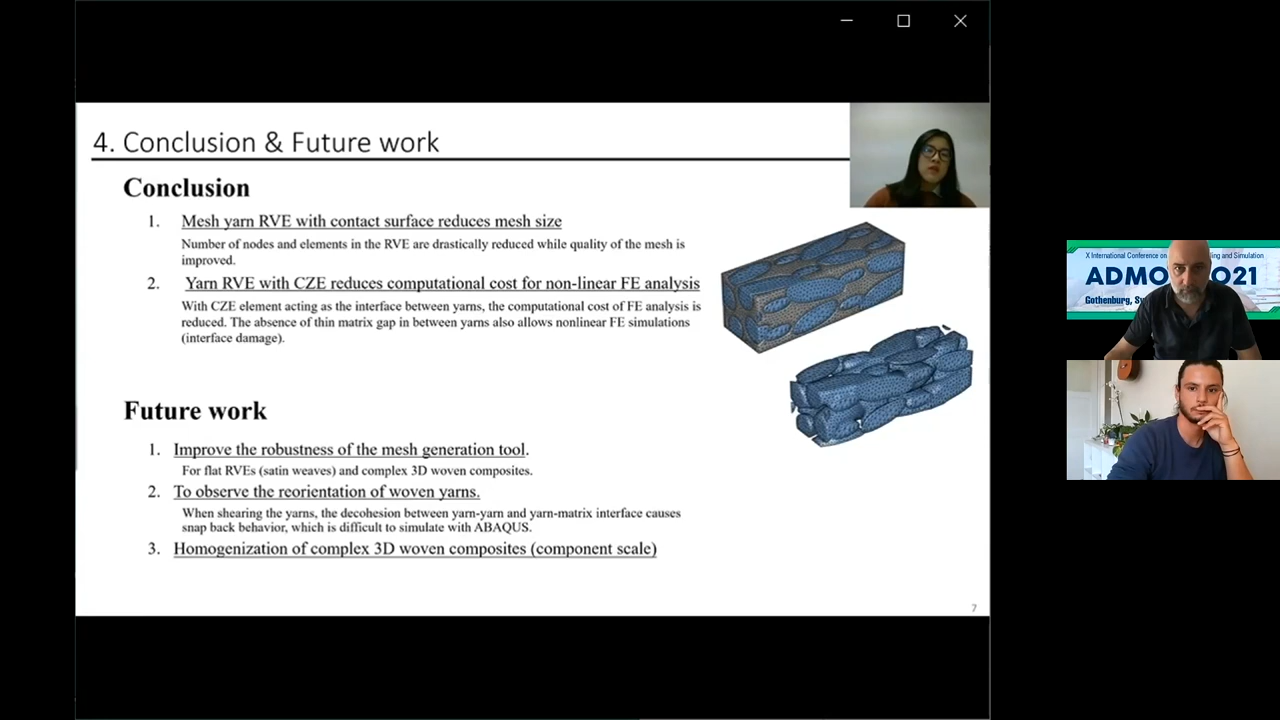 4. Conclusion & Future work
Conclusion
1. Mesh yarn RVE with contact surface reduces mesh size
Number of nodes and elements in the RVE are drastically reduced while quality of the mesh is
improved.
2. Yarn RVE with CZE reduces computational cost for non-linear FE analysis
With CZE element acting as the interface between yarns, the computational cost of FE analysis is
reduced. The absence of thin matrix gap in between yarns also allows nonlinear FE simulations
(interface damage).
Future work
1. Improve the robustness of the mesh generation tool.
For flat RVEs (satin weaves) and complex 3D woven composites.
2. To observe the reorientation of woven yarns.
When shearing the yarns, the decohesion between yarn-yarn and yarn-matrix interface causes
snap back behavior, which is difficult to simulate with ABAQUS.
3. Homogenization of complex 3D woven composites (component scale)
7
X International Conference on ing and Simulation
ADMO 021
Gothenburg, Sw